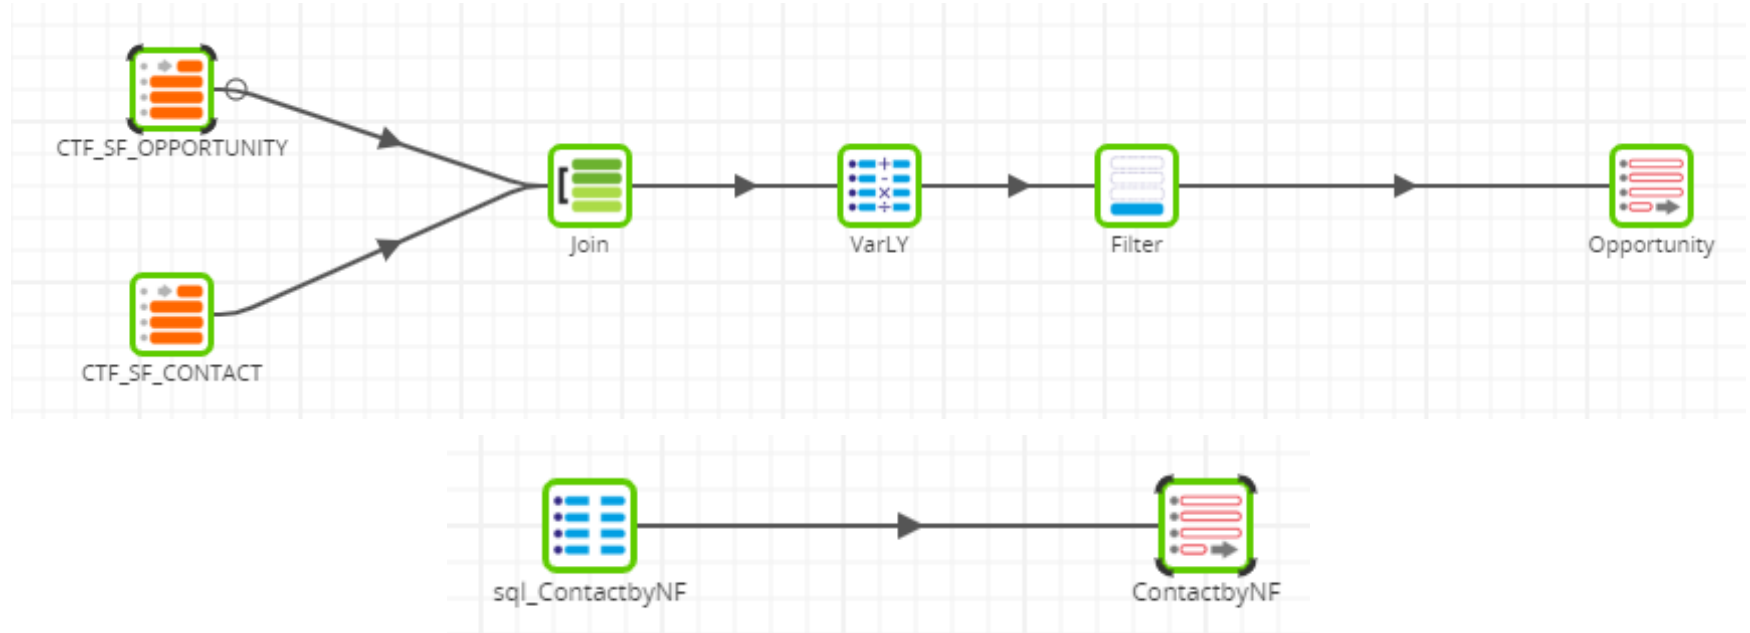 CTF_SF_OPPORTUNITY
Join
VarLY
Filter
Opportunity
CTF_SF_CONTACT
sql_ContactbyNF
ContactbyNF